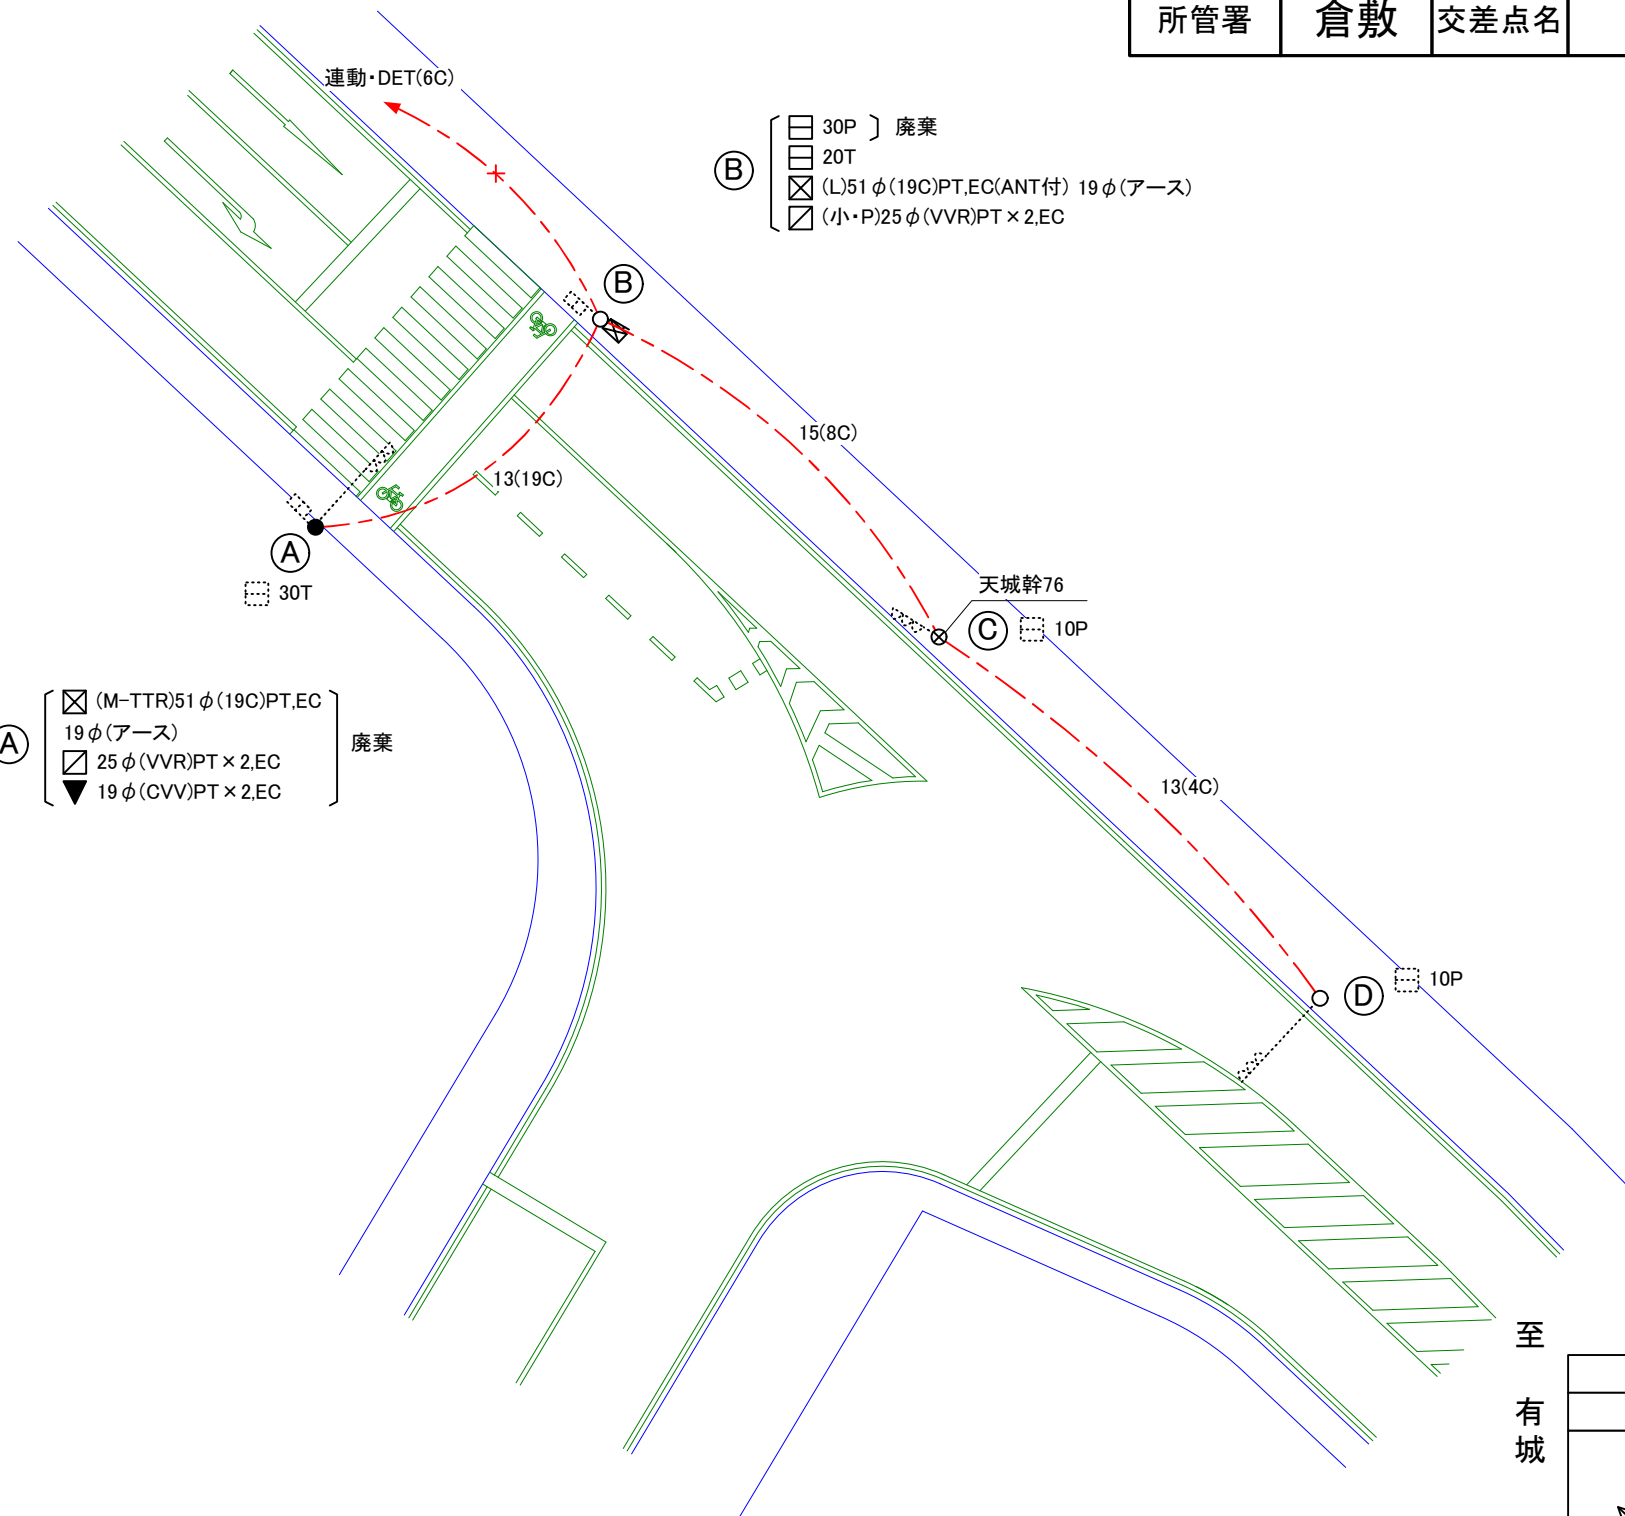 所管署 倉敷 交差点名
連動・DET(6C)
B
30P 廃棄
20T
(L)51φ(19C)PT,EC(ANT付) 19φ(アース)
(小・P)25φ(VVR)PT×2,EC
B
15(8C)
13(19C)
A
30T
天城幹76
C
10P
A
(M-TTR)51φ(19C)PT,EC
19φ(アース)
25φ(VVR)PT×2,EC
19φ(CVV)PT×2,EC
廃棄
13(4C)
D
10P
至
有
城